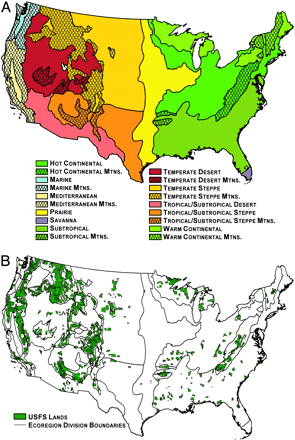 A
Hot Continental
Hot Continental Mtns.
Marine
Marine Mtns.
Mediterranean
Mediterranean Mtns.
Prairie
Savanna
Subtropical
Subtropical Mtns.
Temperate Desert
Temperate Desert Mtns.
Temperate Steppe
Temperate Steppe Mtns.
Tropical/Subtropical Desert
Tropical/Subtropical Steppe
Tropical/Subtropical Steppe Mtns.
Warm Continental
Warm Continental Mtns.
B
USFS Lands
Ecoregion Division Boundaries